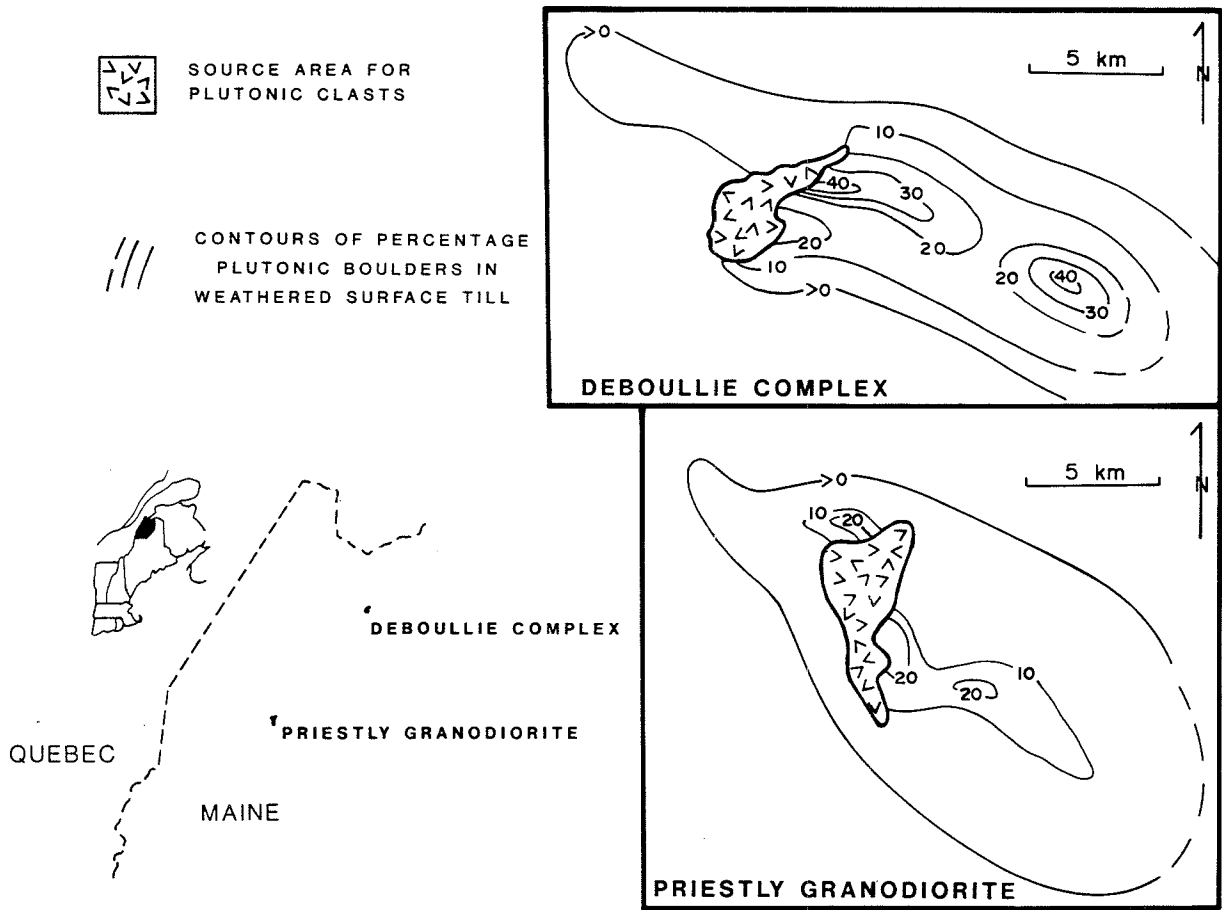 SOURCE AREA FOR
PLUTONIC CLASTS
CONTOURS OF PERCENTAGE
PLUTONIC BOULDERS IN
WEATHERED SURFACE TILL
>0
5 km
N
10
40
30
20
20
10
>0
20
40
30
DEBOULLIE COMPLEX
5 km
N
>0
10
20
20
10
20
PRIESTLY GRANODIORITE
DEBOULLIE COMPLEX
PRIESTLY GRANODIORITE
QUEBEC
MAINE